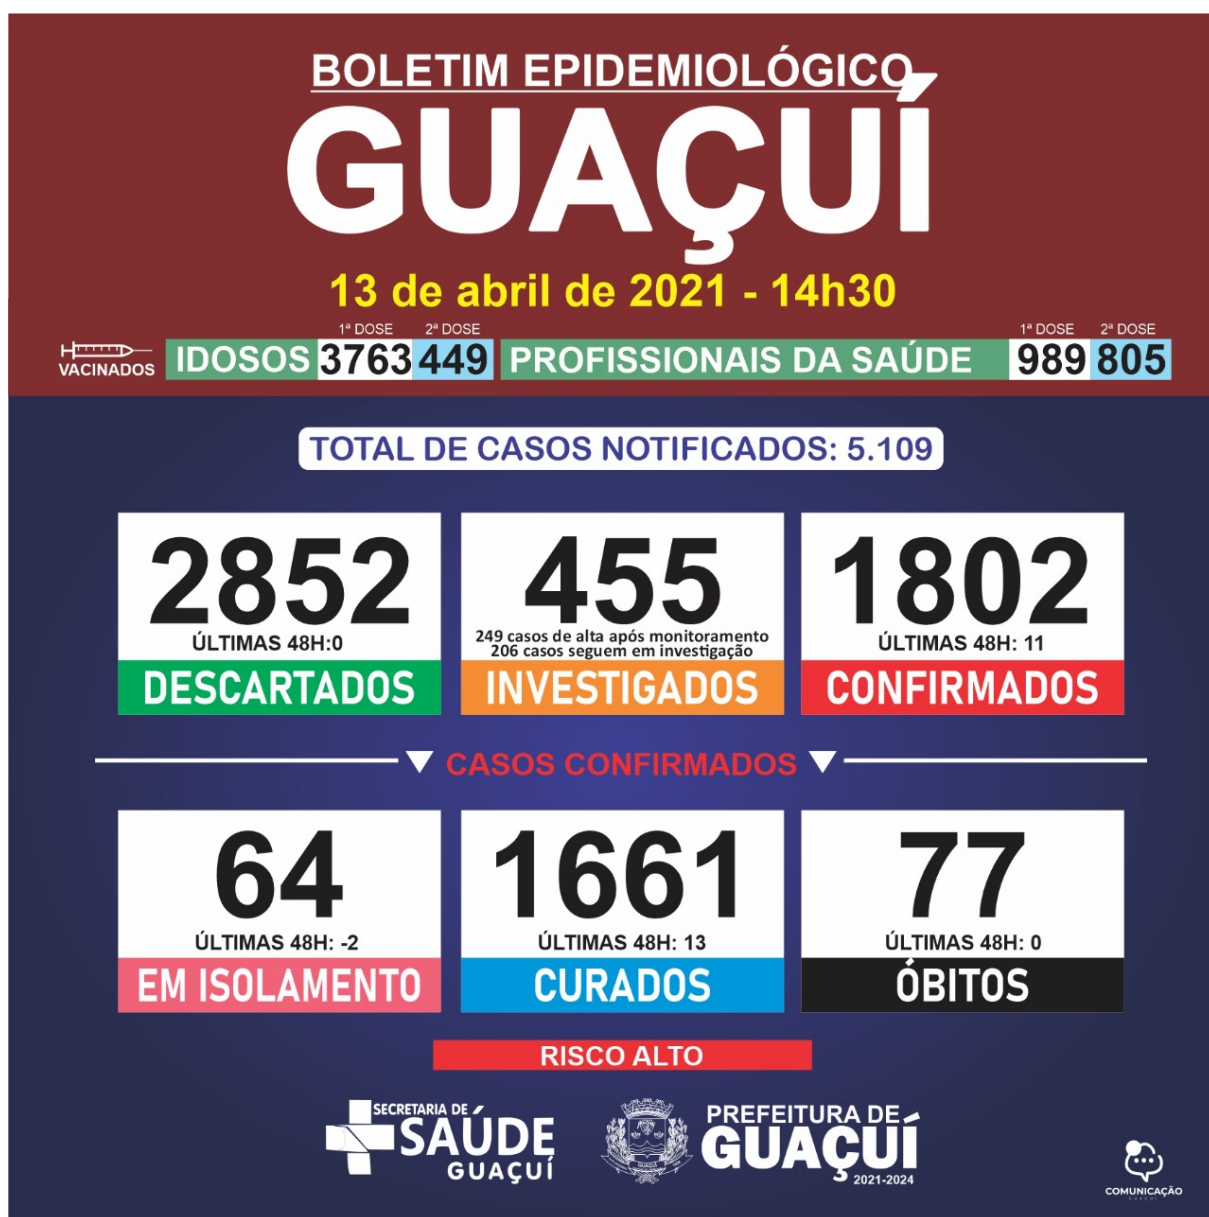 BOLETIM EPIDEMIOLÓGICO
GUAÇUÍ
13 de abril de 2021 - 14h30
1ª DOSE 2ª DOSE 1ª DOSE 2ª DOSE
VACINADOS IDOSOS 3763 449 PROFISSIONAIS DA SAÚDE 989 805
TOTAL DE CASOS NOTIFICADOS: 5.109
2852
ÚLTIMAS 48H:0
DESCARTADOS
455
249 casos de alta após monitoramento
206 casos seguem em investigação
INVESTIGADOS
1802
ÚLTIMAS 48H: 11
CONFIRMADOS
CASOS CONFIRMADOS
64
ÚLTIMAS 48H: -2
EM ISOLAMENTO
1661
ÚLTIMAS 48H: 13
CURADOS
77
ÚLTIMAS 48H: 0
ÓBITOS
RISCO ALTO
SECRETARIA DE
SAÚDE
GUAÇUÍ
PREFEITURA DE
GUAÇUÍ
2021-2024
COMUNICAÇÃO